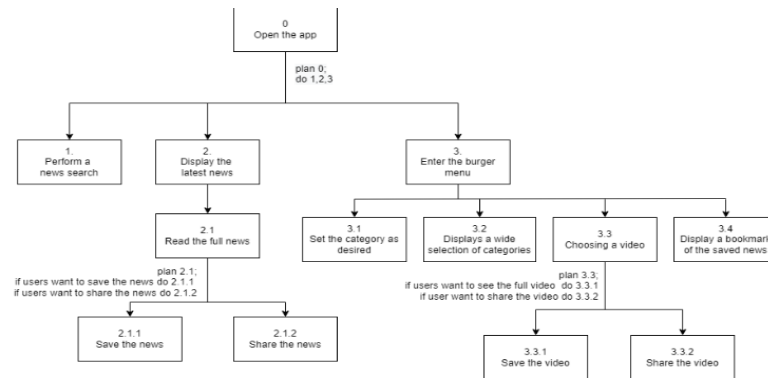 0
Open the app
plan 0;
do 1,2,3
1.
Perform a
news search
2.
Display the
latest news
3.
Enter the burger
menu
2.1
Read the full news
3.1
Set the category as
desired
3.2
Displays a wide
selection of categories
3.3
Choosing a video
3.4
Display a bookmark
of the saved news
plan 2.1;
if users want to save the news do 2.1.1
if users want to share the news do 2.1.2
plan 3.3;
if users want to see the full video do 3.3.1
if user want to share the video do 3.3.2
2.1.1
Save the news
2.1.2
Share the news
3.3.1
Save the video
3.3.2
Share the video